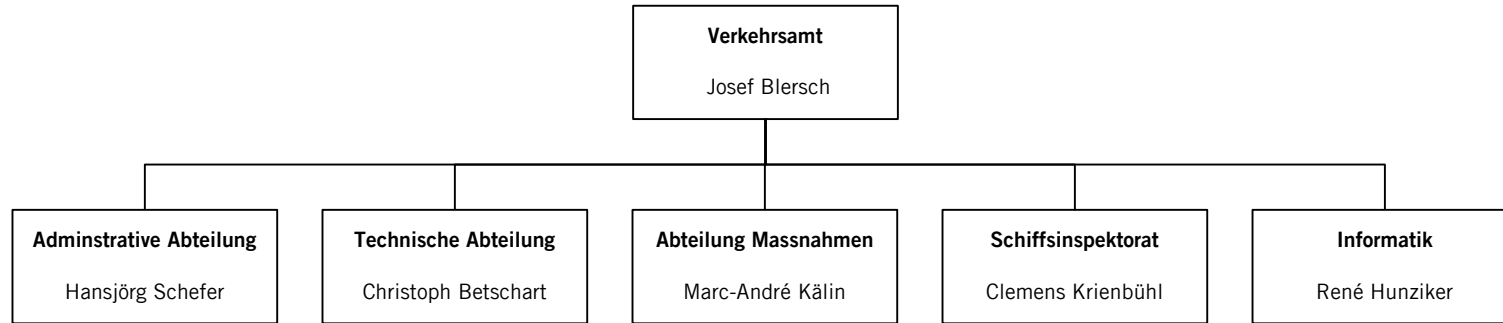 Verkehrsamt
Josef Blersch
Adminstrative Abteilung
Hansjörg Schefer
Technische Abteilung
Christoph Betschart
Abteilung Massnahmen
Marc-André Kälin
Schiffsinspektorat
Clemens Krienbühl
Informatik
René Hunziker